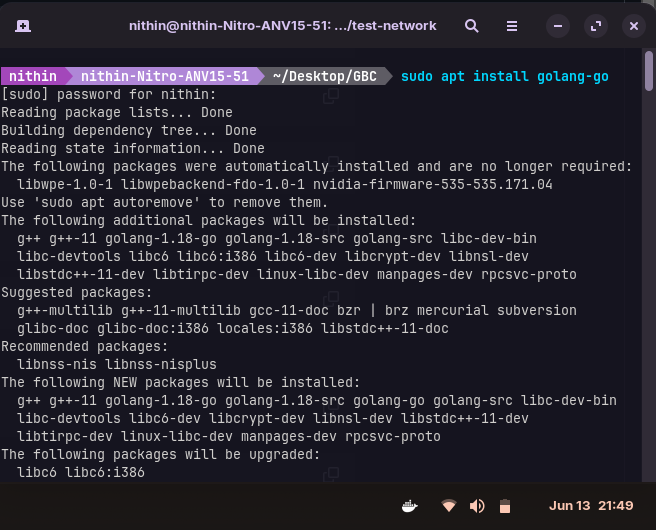 nithin@nithin-Nitro-ANV15-51: .../test-network
nithin nithin-Nitro-ANV15-51 ~/Desktop/GBC sudo apt install golang-go
[sudo] password for nithin:
Reading package lists... Done
Building dependency tree... Done
Reading state information... Done
The following packages were automatically installed and are no longer required:
  libwpe-1.0-1 libwpebackend-fdo-1.0-1 nvidia-firmware-535-535.171.04
Use 'sudo apt autoremove' to remove them.
The following additional packages will be installed:
  g++ g++-11 golang-1.18-go golang-1.18-src golang-src libc-dev-bin
  libc-devtools libc6 libc6:i386 libc6-dev libcrypt-dev libnsl-dev
  libstdc++-11-dev libtirpc-dev linux-libc-dev manpages-dev rpcsvc-proto
Suggested packages:
  g++-multilib g++-11-multilib gcc-11-doc bzr | brz mercurial subversion
  glibc-doc glibc-doc:i386 locales:i386 libstdc++-11-doc
Recommended packages:
  libnss-nis libnss-nisplus
The following NEW packages will be installed:
  g++ g++-11 golang-1.18-go golang-1.18-src golang-go golang-src libc-dev-bin
  libc-devtools libc6-dev libcrypt-dev libnsl-dev libstdc++-11-dev
  libtirpc-dev linux-libc-dev manpages-dev rpcsvc-proto
The following packages will be upgraded:
  libc6 libc6:i386
Jun 13 21:49